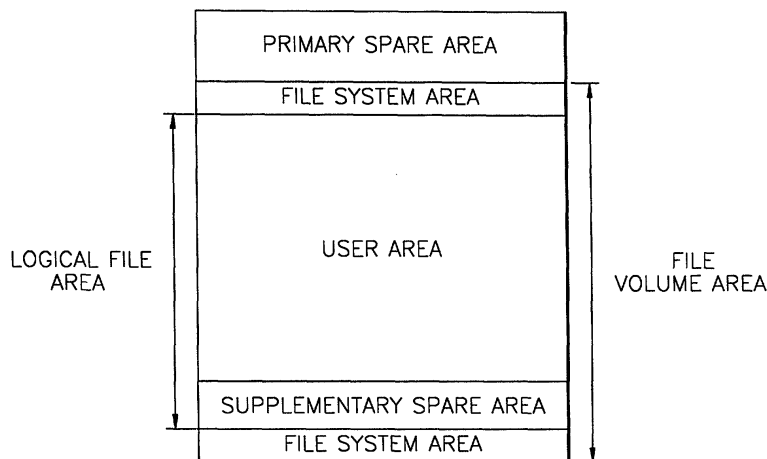 PRIMARY SPARE AREA
FILE SYSTEM AREA
USER AREA
LOGICAL FILE
AREA
FILE
VOLUME AREA
SUPPLEMENTARY SPARE AREA
FILE SYSTEM AREA